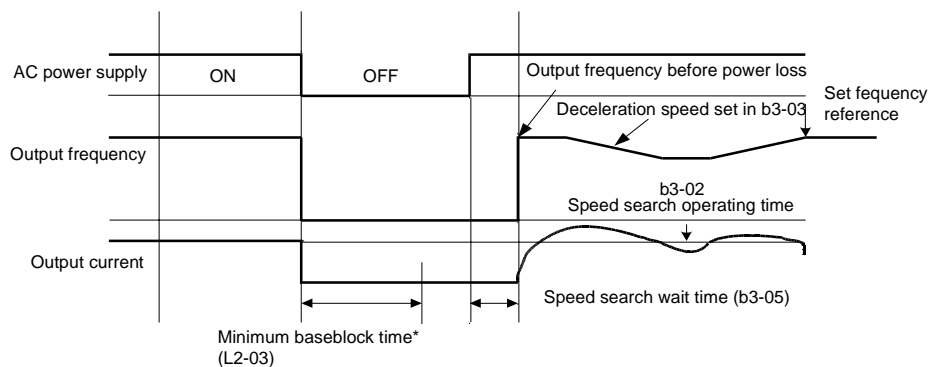 AC power supply
ON
OFF
Output frequency before power loss
Deceleration speed set in b3-03
Set fequency
reference
Output frequency
b3-02
Speed search operating time
Output current
Speed search wait time (b3-05)
Minimum baseblock time*
(L2-03)